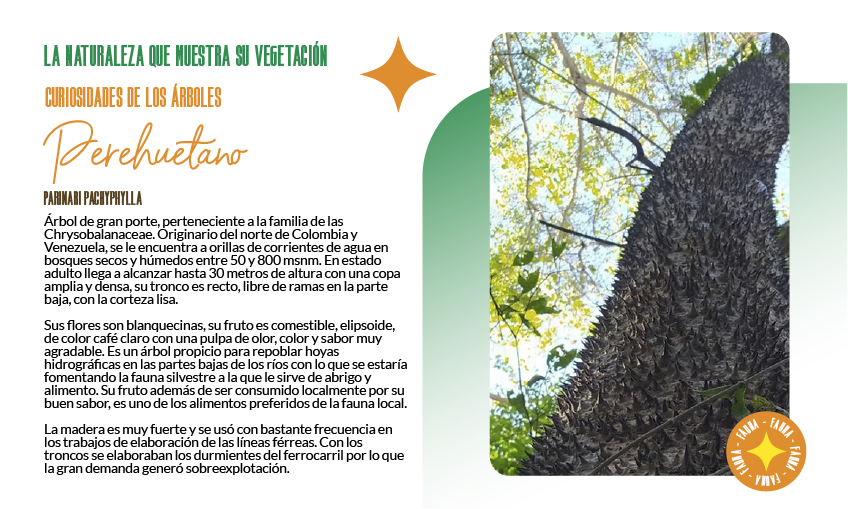 LA NATURALEZA QUE MUESTRA SU VEGETACIÓN
CURIOSIDADES DE LOS ÁRBOLES
Perehuetano
PARINARI PACHYPHYLLA
Árbol de gran porte, perteneciente a la familia de las
Chrysobalanaceae. Originario del norte de Colombia y
Venezuela, se le encuentra a orillas de corrientes de agua en
bosques secos y húmedos entre 50 y 800 msnm. En estado
adulto llega a alcanzar hasta 30 metros de altura con una copa
amplia y densa, su tronco es recto, libre de ramas en la parte
baja, con la corteza lisa.
Sus flores son blanquecinas, su fruto es comestible, elipsoide,
de color café claro con una pulpa de olor, color y sabor muy
agradable. Es un árbol propicio para repoblar hoyas
hidrográficas en las partes bajas de los ríos con lo que se estaría
fomentando la fauna silvestre a la que le sirve de abrigo y
alimento. Su fruto además de ser consumido localmente por su
buen sabor, es uno de los alimentos preferidos de la fauna local.
La madera es muy fuerte y se usó con bastante frecuencia en
los trabajos de elaboración de las líneas férreas. Con los
troncos se elaboraban los durmientes del ferrocarril por lo que
la gran demanda generó sobreexplotación.
FAUNA - FAUNA - FAUNA - FAUNA - FAUNA -